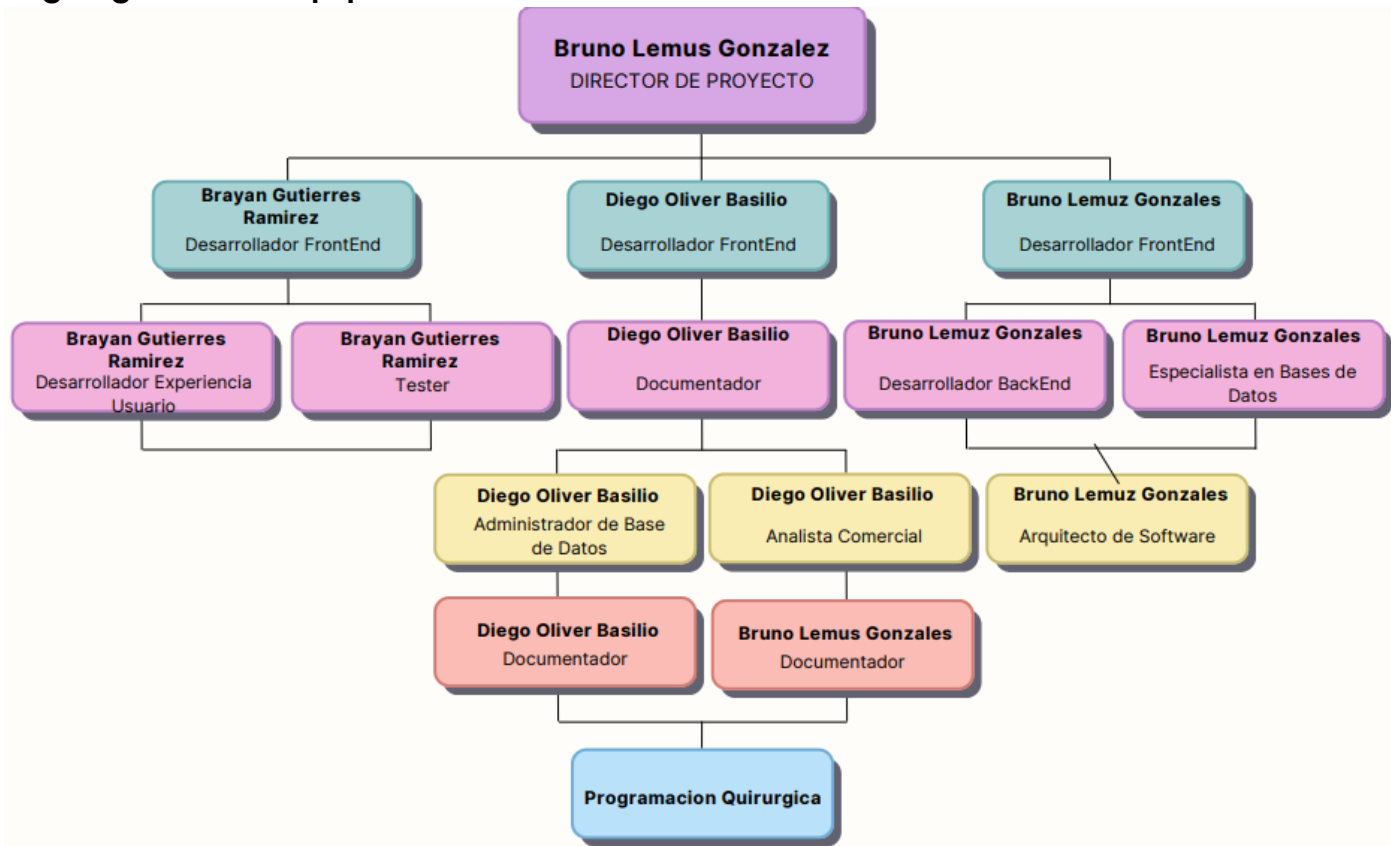 Bruno Lemus Gonzalez
DIRECTOR DE PROYECTO
Brayan Gutierres
Ramirez
Desarrollador FrontEnd
Diego Oliver Basilio
Desarrollador FrontEnd
Bruno Lemuz Gonzales
Desarrollador FrontEnd
Brayan Gutierres
Ramirez
Desarrollador Experiencia
Usuario
Brayan Gutierres
Ramirez
Tester
Diego Oliver Basilio
Documentador
Bruno Lemuz Gonzales
Desarrollador BackEnd
Bruno Lemuz Gonzales
Especialista en Bases de
Datos
Diego Oliver Basilio
Administrador de Base
de Datos
Diego Oliver Basilio
Analista Comercial
Bruno Lemuz Gonzales
Arquitecto de Software
Diego Oliver Basilio
Documentador
Bruno Lemus Gonzales
Documentador
Programacion Quirurgica